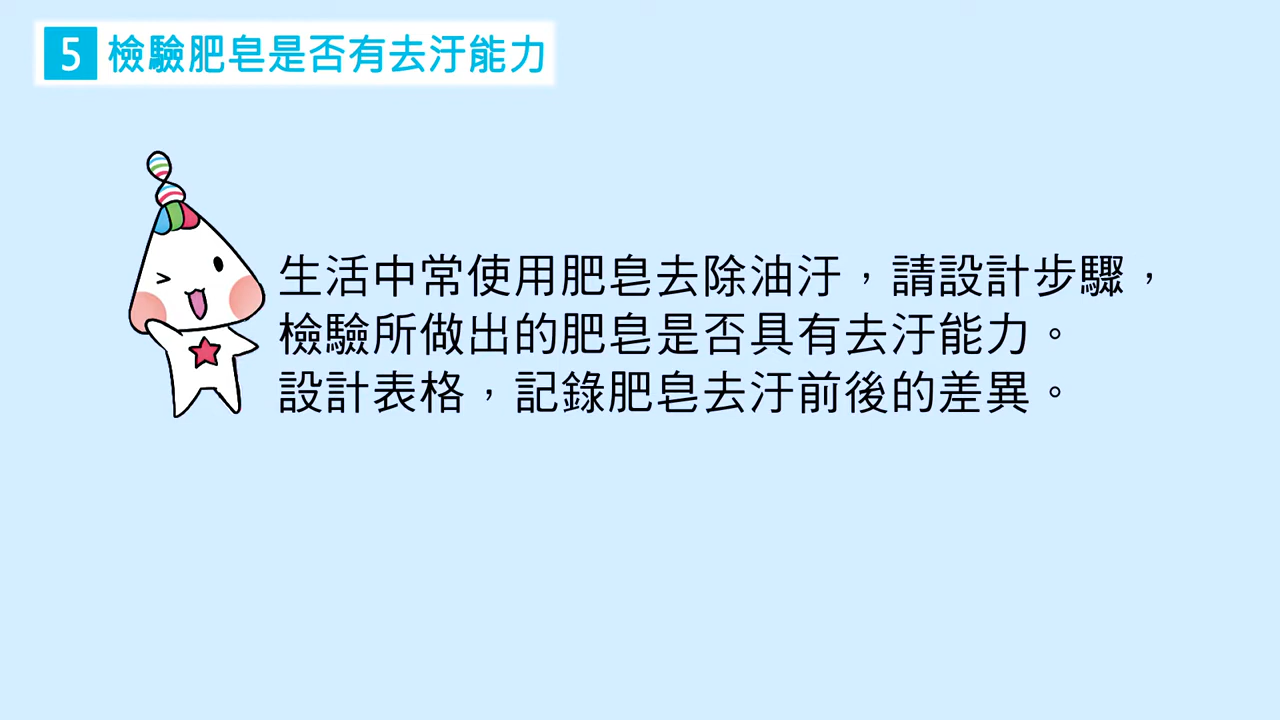 5 檢驗肥皂是否有去汙能力
生活中常使用肥皂去除油汙，請設計步驟，
檢驗所做出的肥皂是否具有去汙能力。
設計表格，記錄肥皂去汙前後的差異。